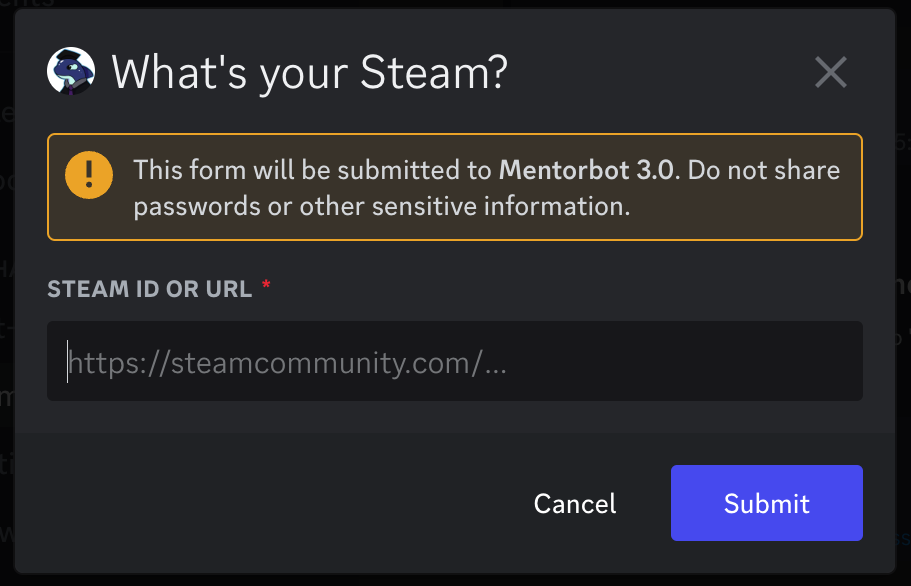 What's your Steam?
This form will be submitted to Mentorbot 3.0. Do not share
passwords or other sensitive information.
STEAM ID OR URL *
https://steamcommunity.com/...
Cancel
Submit